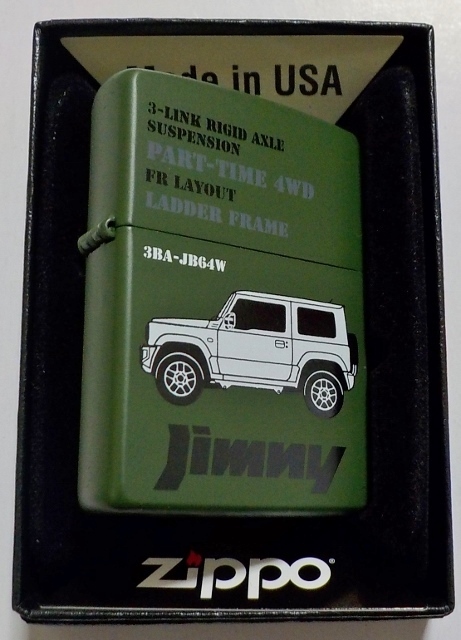 Made in USA
3-LINK RIGID AXLE
SUSPENSION
PART-TIME 4WD
FR LAYOUT
LADDER FRAME
3BA-JB64W
Jimny
zippo®